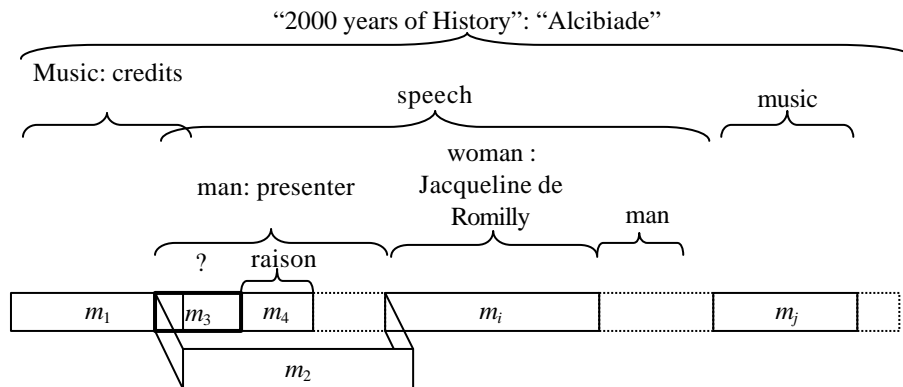 “2000 years of History”: “Alcibiade”
Music: credits
speech
music
woman :
Jacqueline de
Romilly
man: presenter
man
?
raison
m1
m3
m4
mi
mj
m2